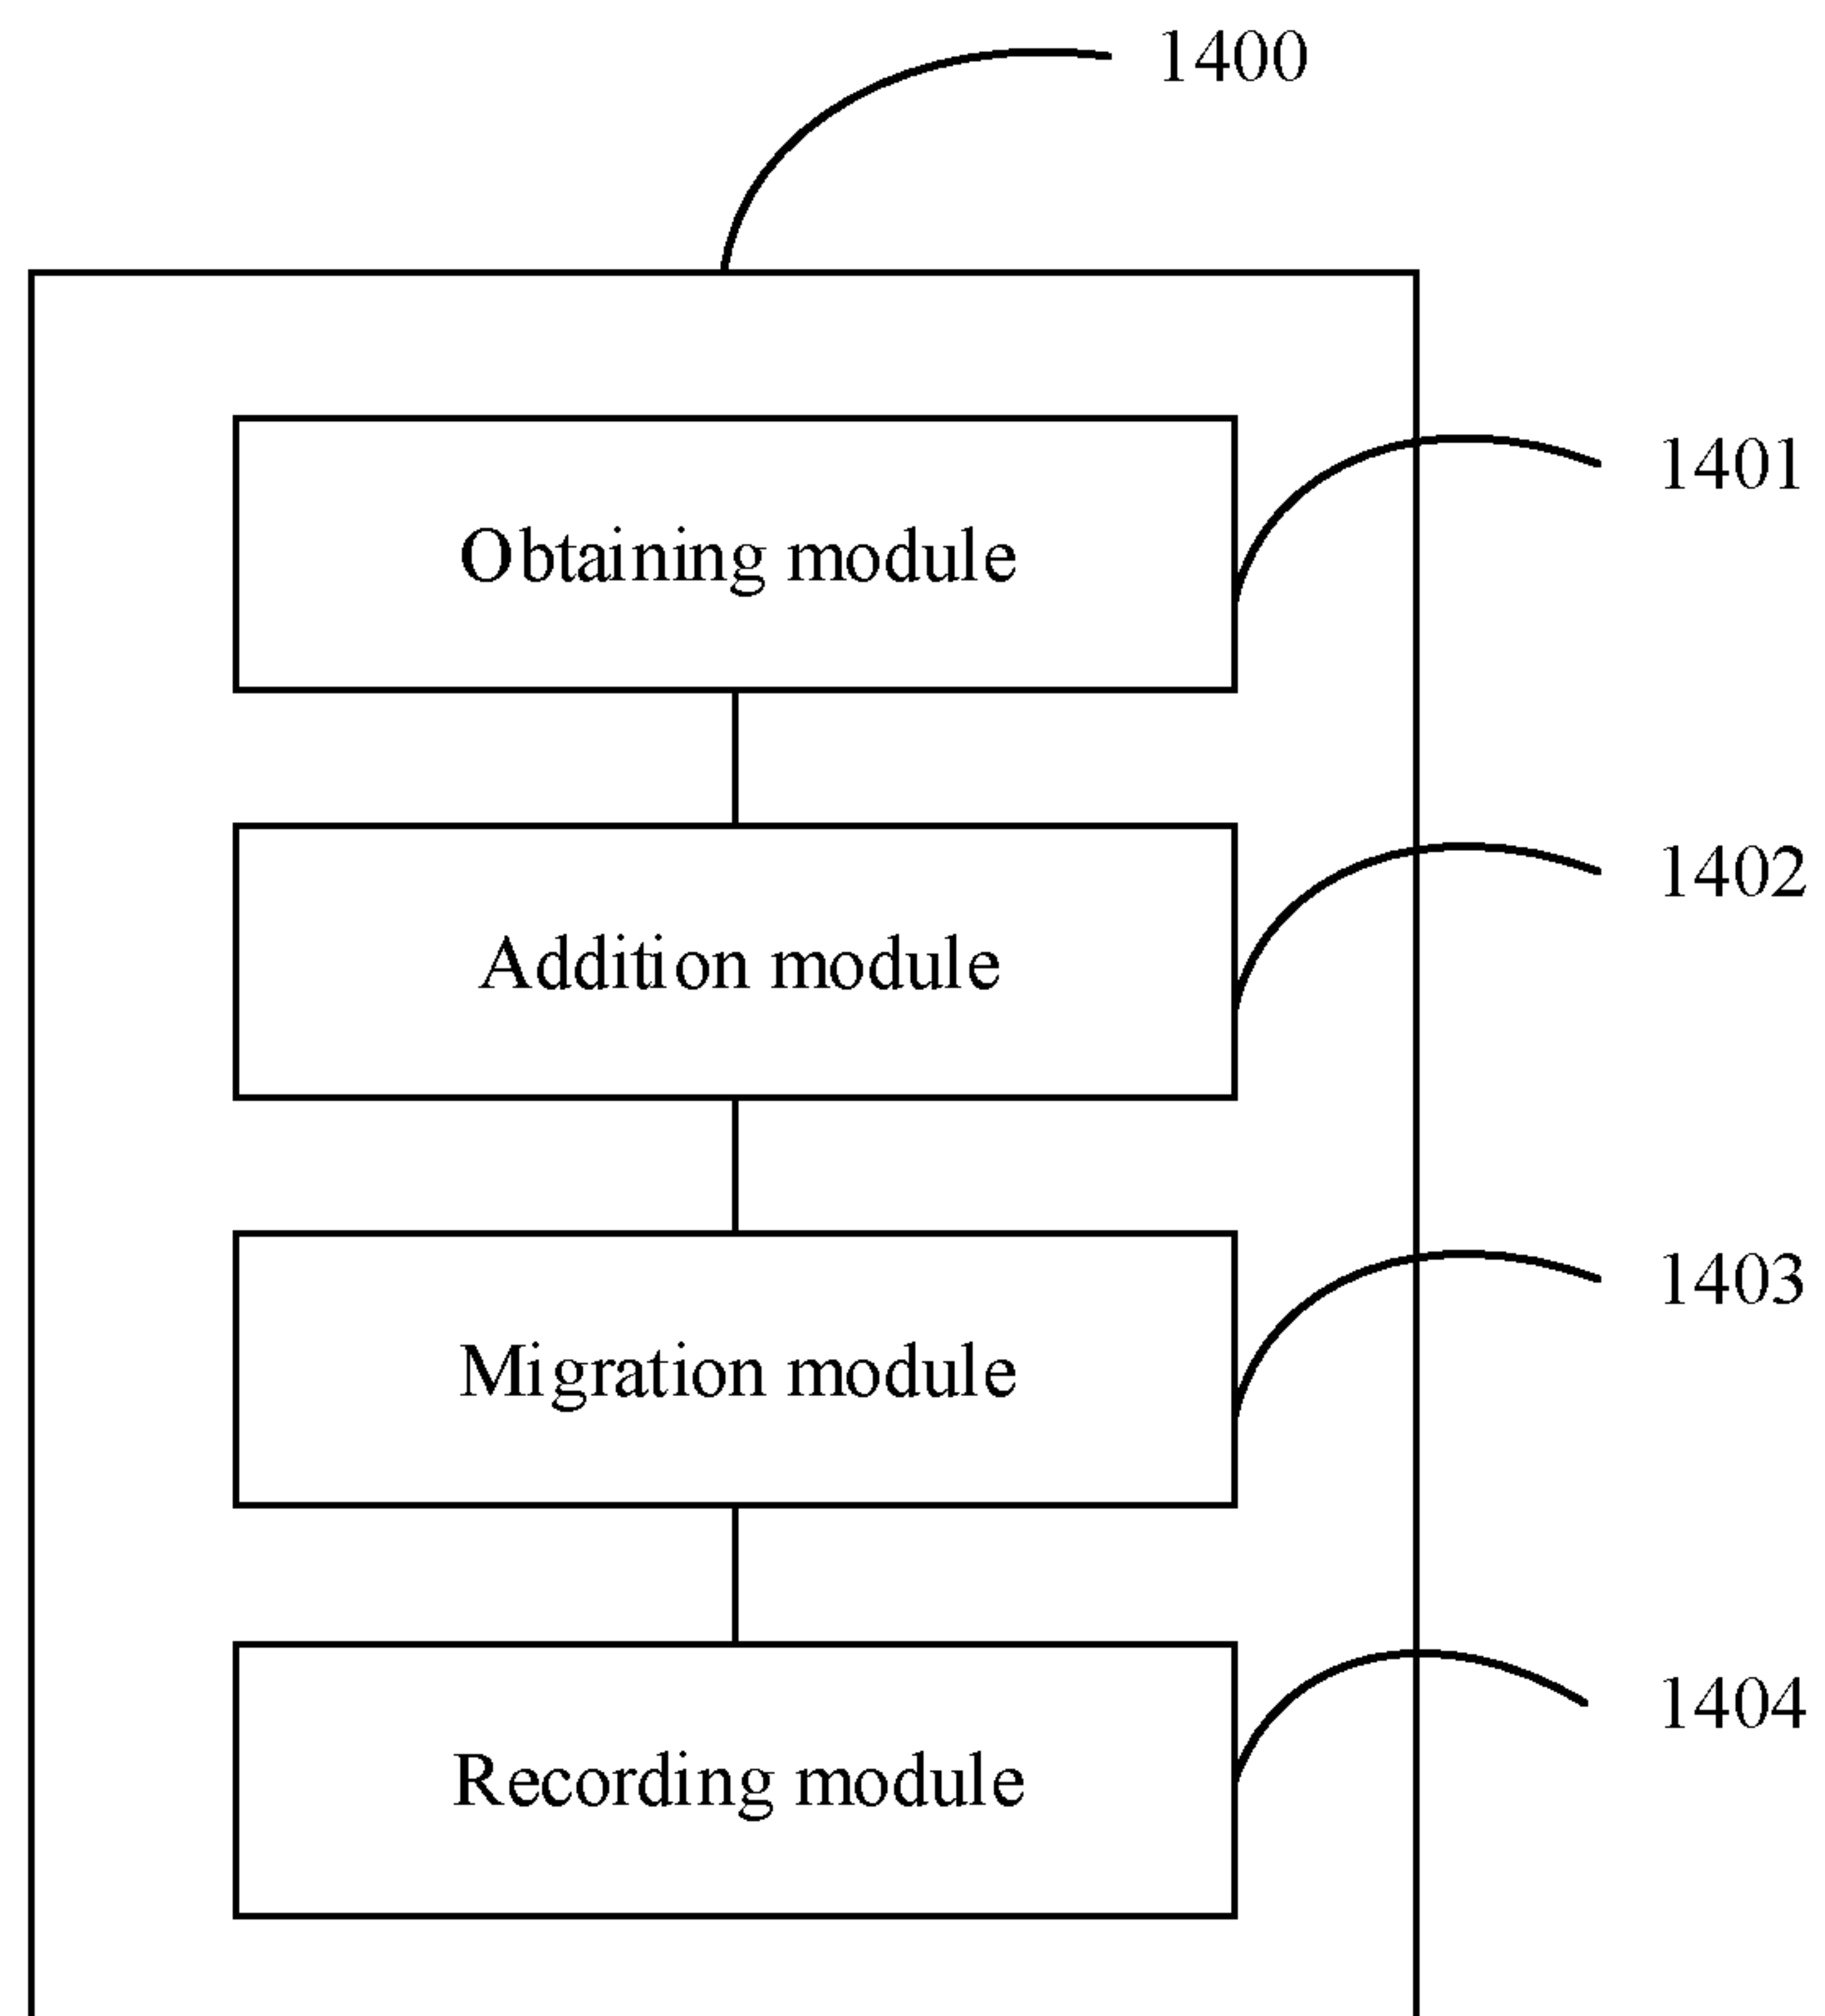 1400
1401
Obtaining module
1402
Addition module
1403
Migration module
1404
Recording module